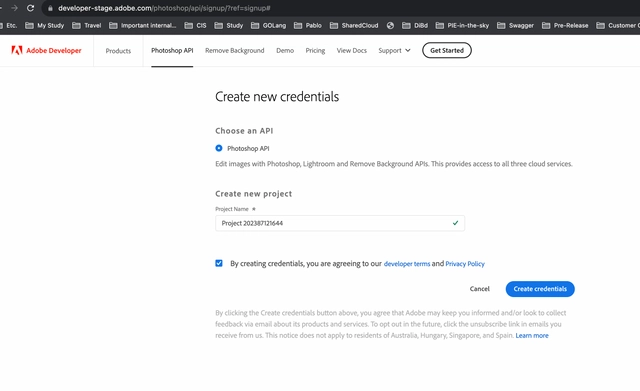 developer-stage.adobe.com/photoshop/api/signup/?ref=signup#
Etc. My Study Travel Important internal... CIS Study GOLang Pablo SharedCloud DiBd PIE-in-the-sky Swagger Pre-Release Customer
Adobe Developer Products Photoshop API Remove Background Demo Pricing View Docs Support Get Started
Create new credentials
Choose an API
Photoshop API
Edit images with Photoshop, Lightroom and Remove Background APIs. This provides access to all three cloud services.
Create new project
Project Name *
Project 202387121644
By creating credentials, you are agreeing to our developer terms and Privacy Policy
Cancel Create credentials
By clicking the Create credentials button above, you agree that Adobe may keep you informed and/or look to collect
feedback via email about its products and services. To opt out in the future, click the unsubscribe link in emails you
receive from us. This notice does not apply to residents of Australia, Hungary, Singapore, and Spain. Learn more